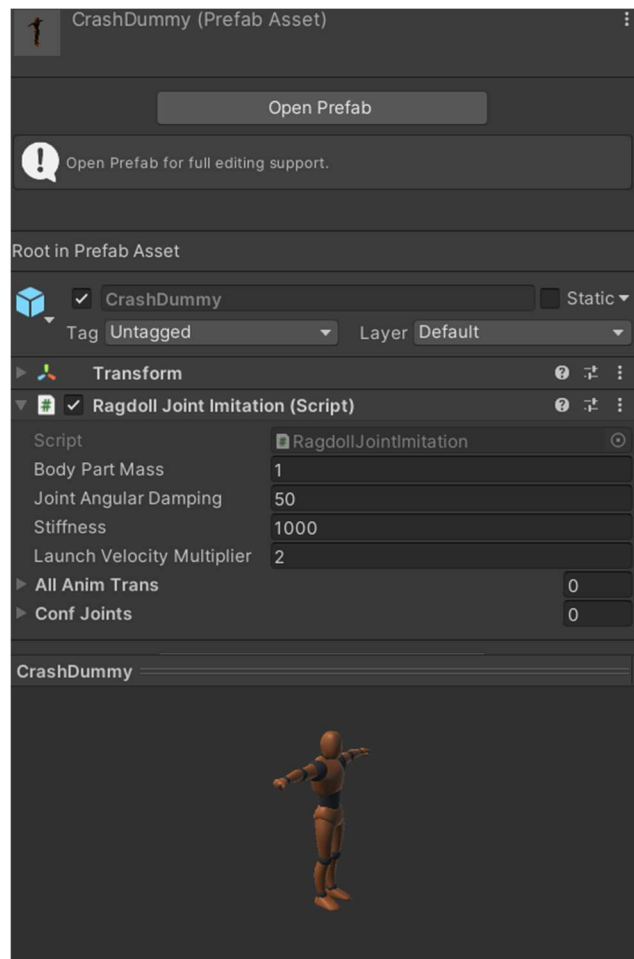 CrashDummy (Prefab Asset)
Open Prefab
Open Prefab for full editing support.
Root in Prefab Asset
CrashDummy Static
Tag Untagged Layer Default
Transform
# Ragdoll Joint Imitation (Script)
Script # RagdollJointImitation
Body Part Mass 1
Joint Angular Damping 50
Stiffness 1000
Launch Velocity Multiplier 2
All Anim Trans 0
Conf Joints 0
CrashDummy